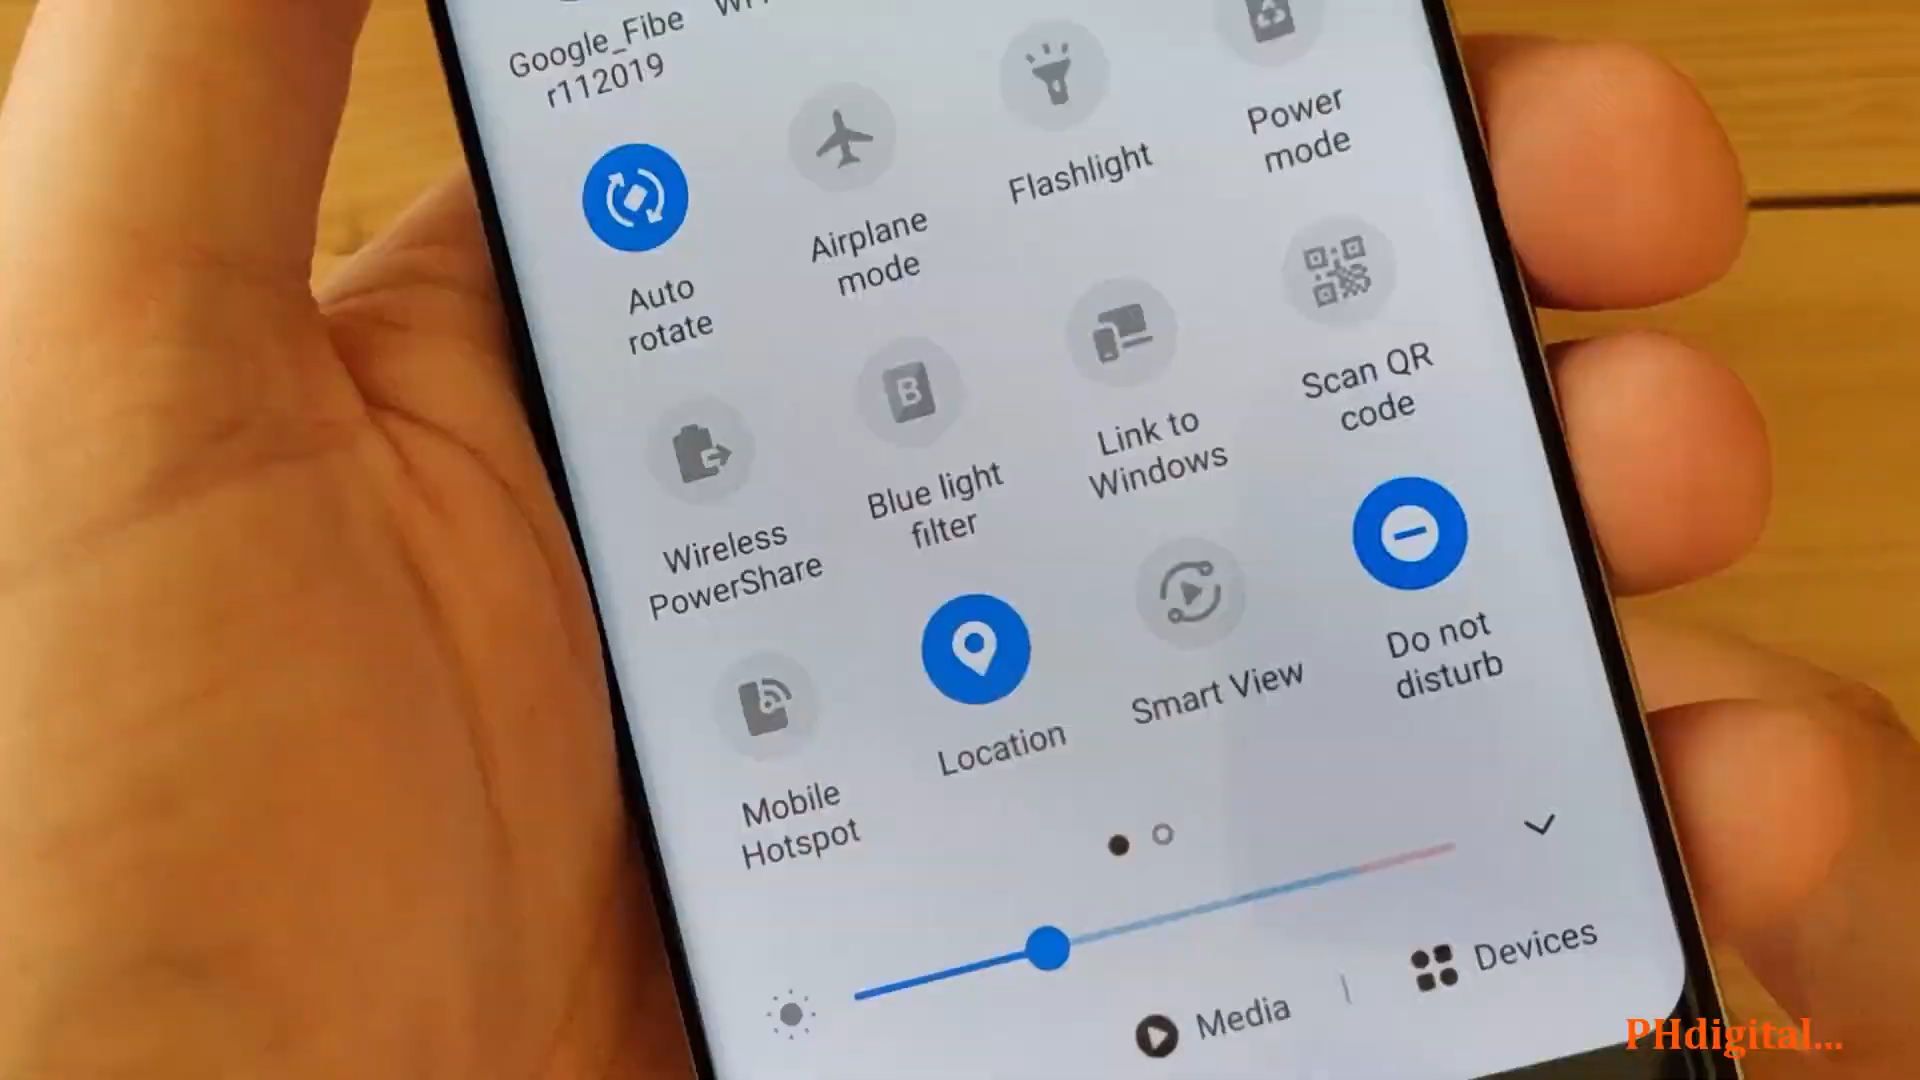 Google_Fibe
r112019
Auto
rotate
Airplane
mode
Flashlight
Power
mode
Wireless
PowerShare
B
Blue light
filter
Link to
Windows
Scan QR
code
Mobile
Hotspot
Location
Smart View
Do not
disturb
Media
Devices
PHdigital...